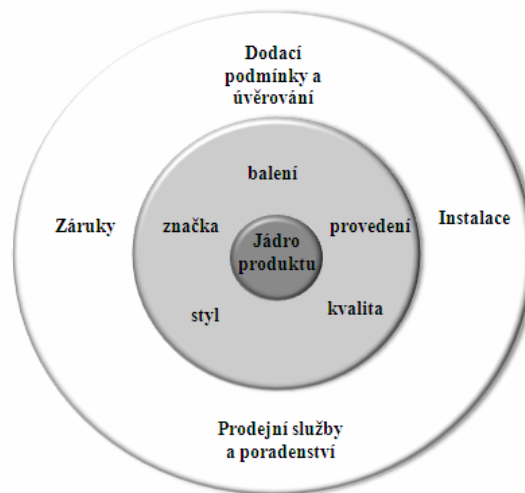 Dodací
podmínky a
úvěrování
balení
Záruky
značka
provedení
Instalace
Jádro
produktu
styl
kvalita
Prodejní služby
a poradenství